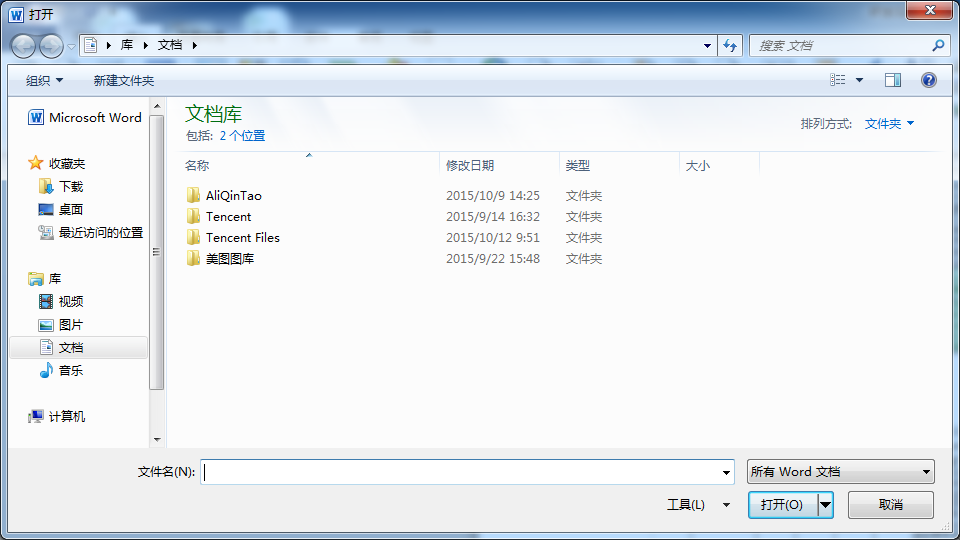 打开
库 文档
搜索 文档
组织 新建文件夹
Microsoft Word
收藏夹
下载
桌面
最近访问的位置
库
视频
图片
文档
音乐
计算机
文档库
包括: 2 个位置
排列方式: 文件夹
名称 修改日期 类型 大小
AliQinTao 2015/10/9 14:25 文件夹
Tencent 2015/9/14 16:32 文件夹
Tencent Files 2015/10/12 9:51 文件夹
美图图库 2015/9/22 15:48 文件夹
文件名(N): 所有 Word 文档
工具(L) 打开(O) 取消